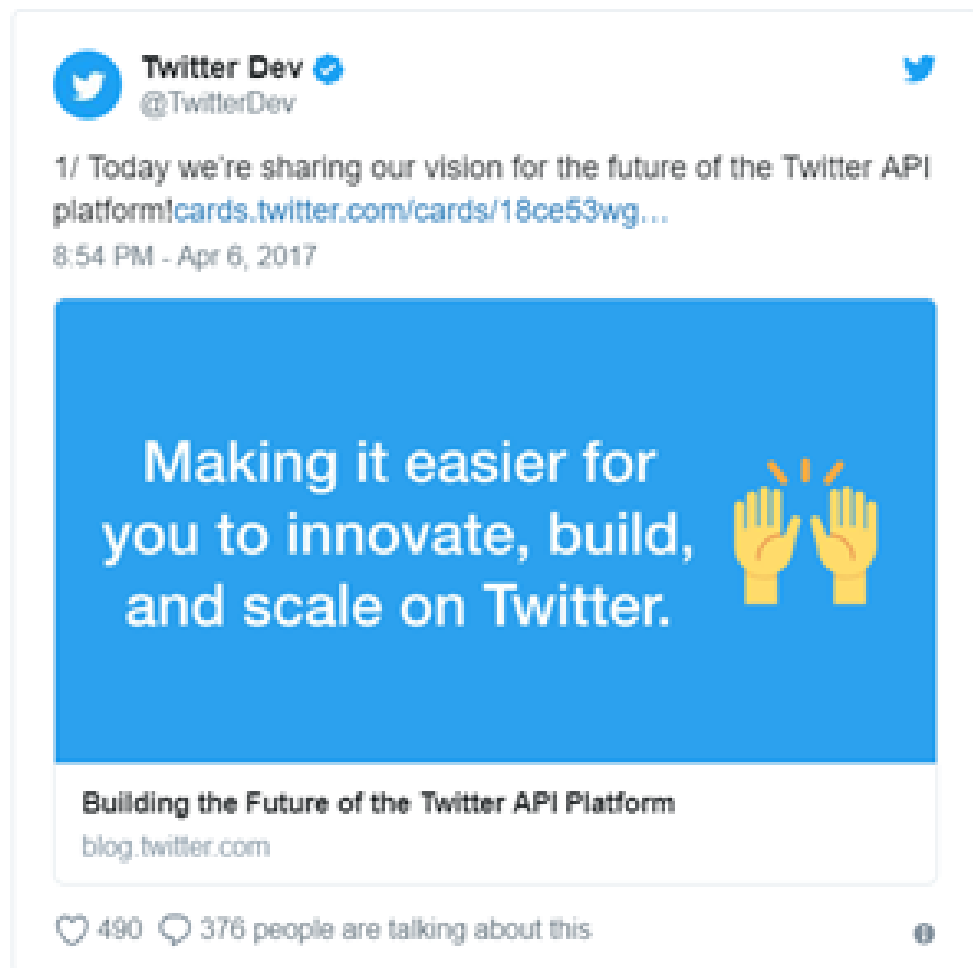 Twitter Dev
@TwitterDev
1/ Today we're sharing our vision for the future of the Twitter API
platform!cards.twitter.com/cards/18ce53wg…
8:54 PM - Apr 6, 2017
Making it easier for
you to innovate, build,
and scale on Twitter.
Building the Future of the Twitter API Platform
blog.twitter.com
490 376 people are talking about this